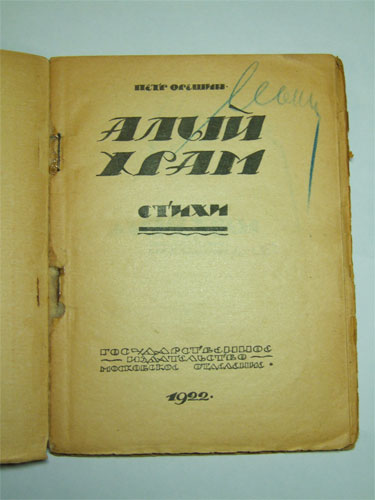 ПЕТР ОРЕШИН
АЛЫЙ
ХРАМ
СТИХИ
ГОСУДАРСТВЕННОЕ
ИЗДАТЕЛЬСТВО
МОСКОВСКОЕ ОТДЕЛЕНИЕ
1922.